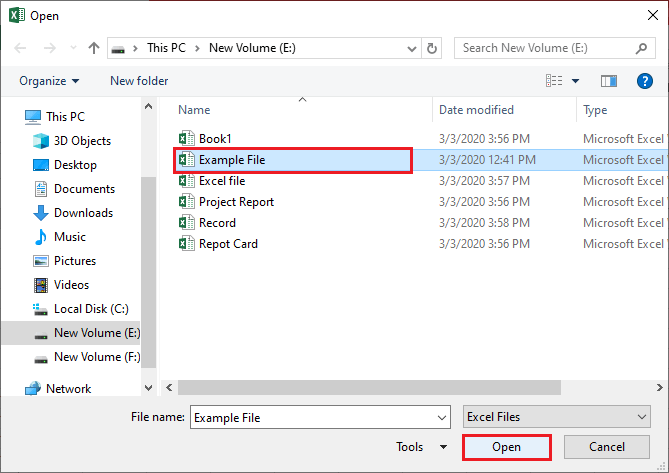 Open
This PC > New Volume (E:) Search New Volume (E:)
Organize New folder
Name Date modified Type
This PC
3D Objects
Desktop
Documents
Downloads
Music
Pictures
Videos
Local Disk (C:)
New Volume (E:)
New Volume (F:)
Network
Book1 3/3/2020 3:56 PM Microsoft Excel
Example File 3/3/2020 12:41 PM Microsoft Excel
Excel file 3/3/2020 3:57 PM Microsoft Excel
Project Report 3/3/2020 3:56 PM Microsoft Excel
Record 3/3/2020 3:58 PM Microsoft Excel
Repot Card 3/3/2020 3:56 PM Microsoft Excel
File name: Example File Excel Files
Tools Open Cancel